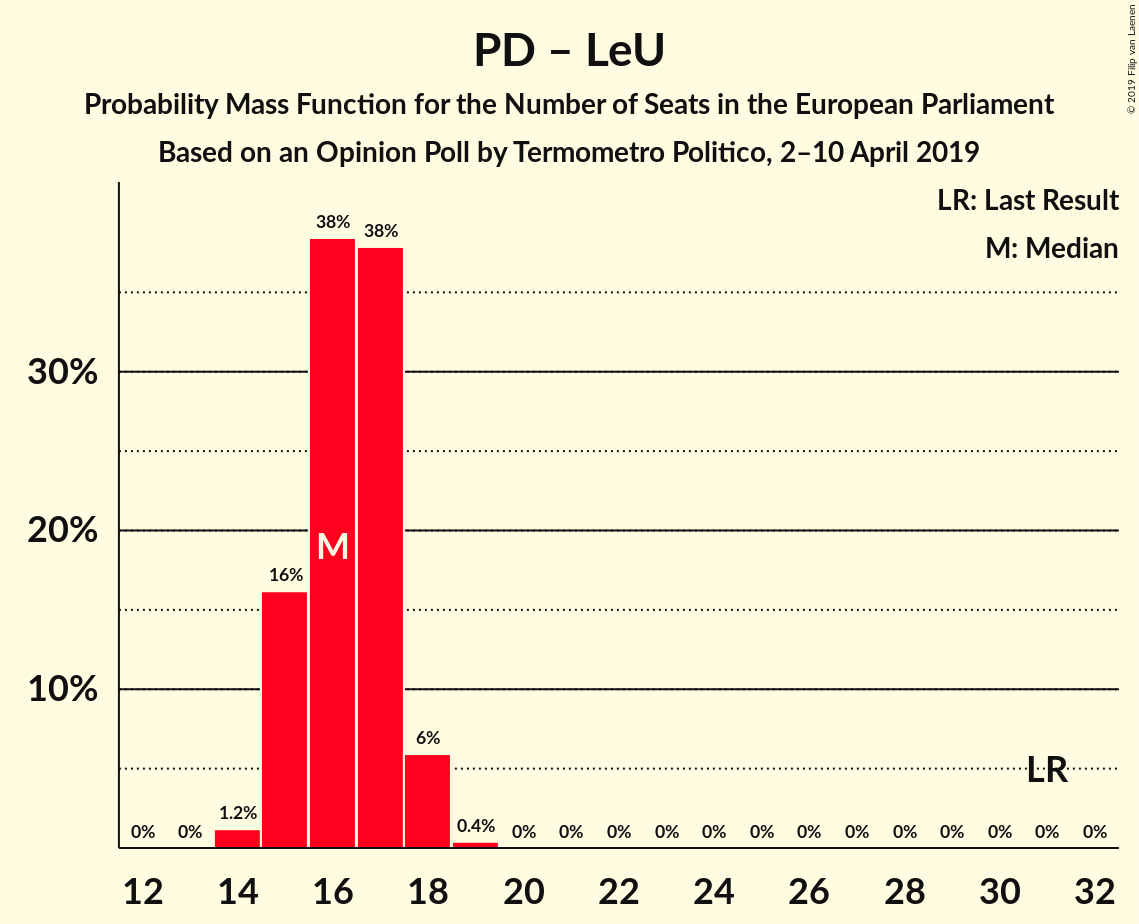 PD – LeU
Probability Mass Function for the Number of Seats in the European Parliament
Based on an Opinion Poll by Termometro Politico, 2–10 April 2019
© 2019 Filip van Laenen
LR: Last Result
M: Median
38%
38%
30%
20%
M
16%
10%
6%
LR
1.2%
0.4%
0% 0% 0% 0% 0% 0% 0% 0% 0% 0% 0% 0% 0% 0% 0%
12 14 16 18 20 22 24 26 28 30 32